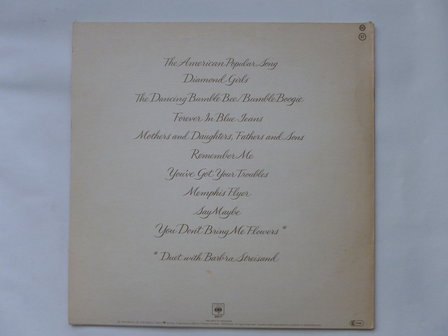 The American Popular Song
Diamond Girls
The Dancing Bumble Bee/Bumble Boogie
Forever In Blue Jeans
Mothers and Daughters, Fathers and Sons
Remember Me
You've Got Your Troubles
Memphis Flyer
Say Maybe
You Don't Bring Me Flowers *
* Duet with Barbra Streisand
CBS